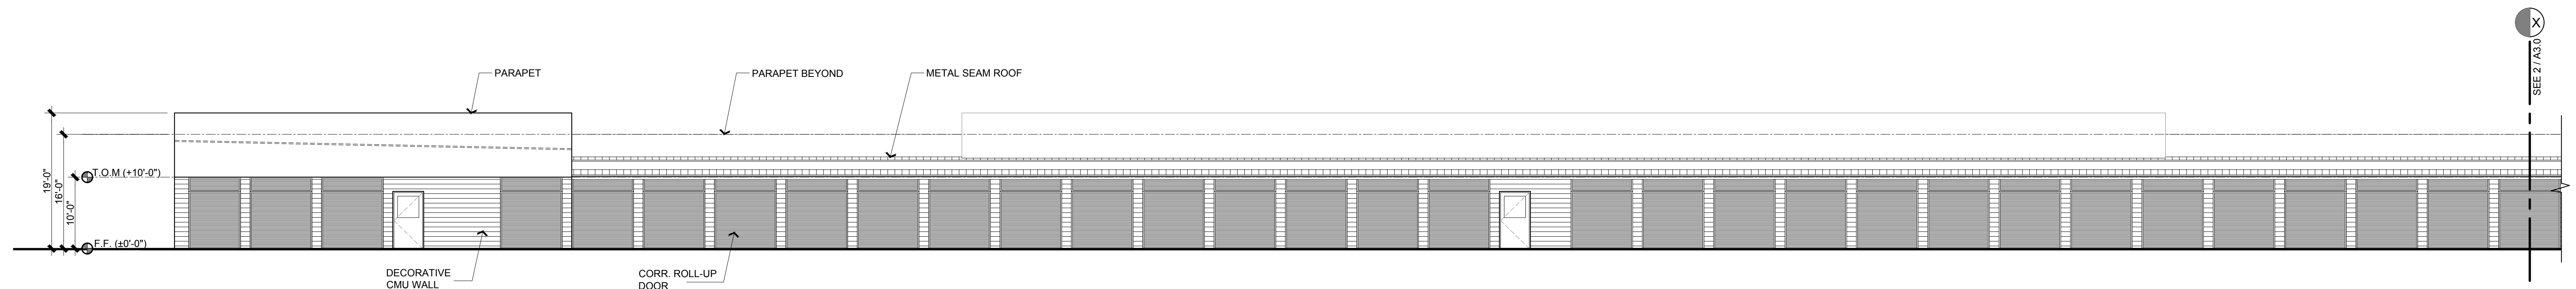 X
SEE 2 / A3.0
PARAPET
PARAPET BEYOND
METAL SEAM ROOF
19'-0"
16'-0"
10'-0"
T.O.M (+10'-0")
F.F. (±0'-0")
DECORATIVE
CMU WALL
CORR. ROLL-UP
DOOR